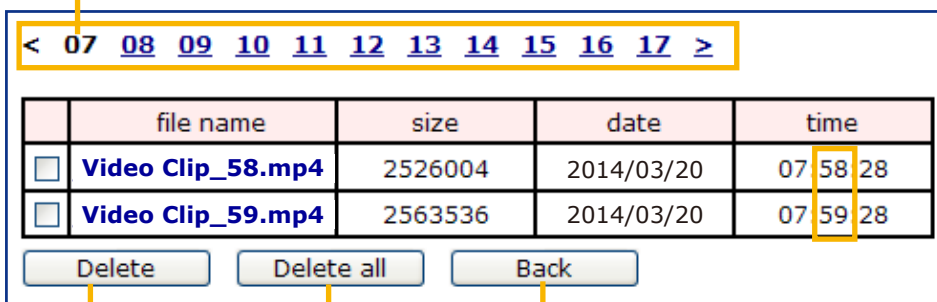 < 07 08 09 10 11 12 13 14 15 16 17 >
file name size date time
Video Clip_58.mp4 2526004 2014/03/20 07:58:28
Video Clip_59.mp4 2563536 2014/03/20 07:59:28
Delete Delete all Back